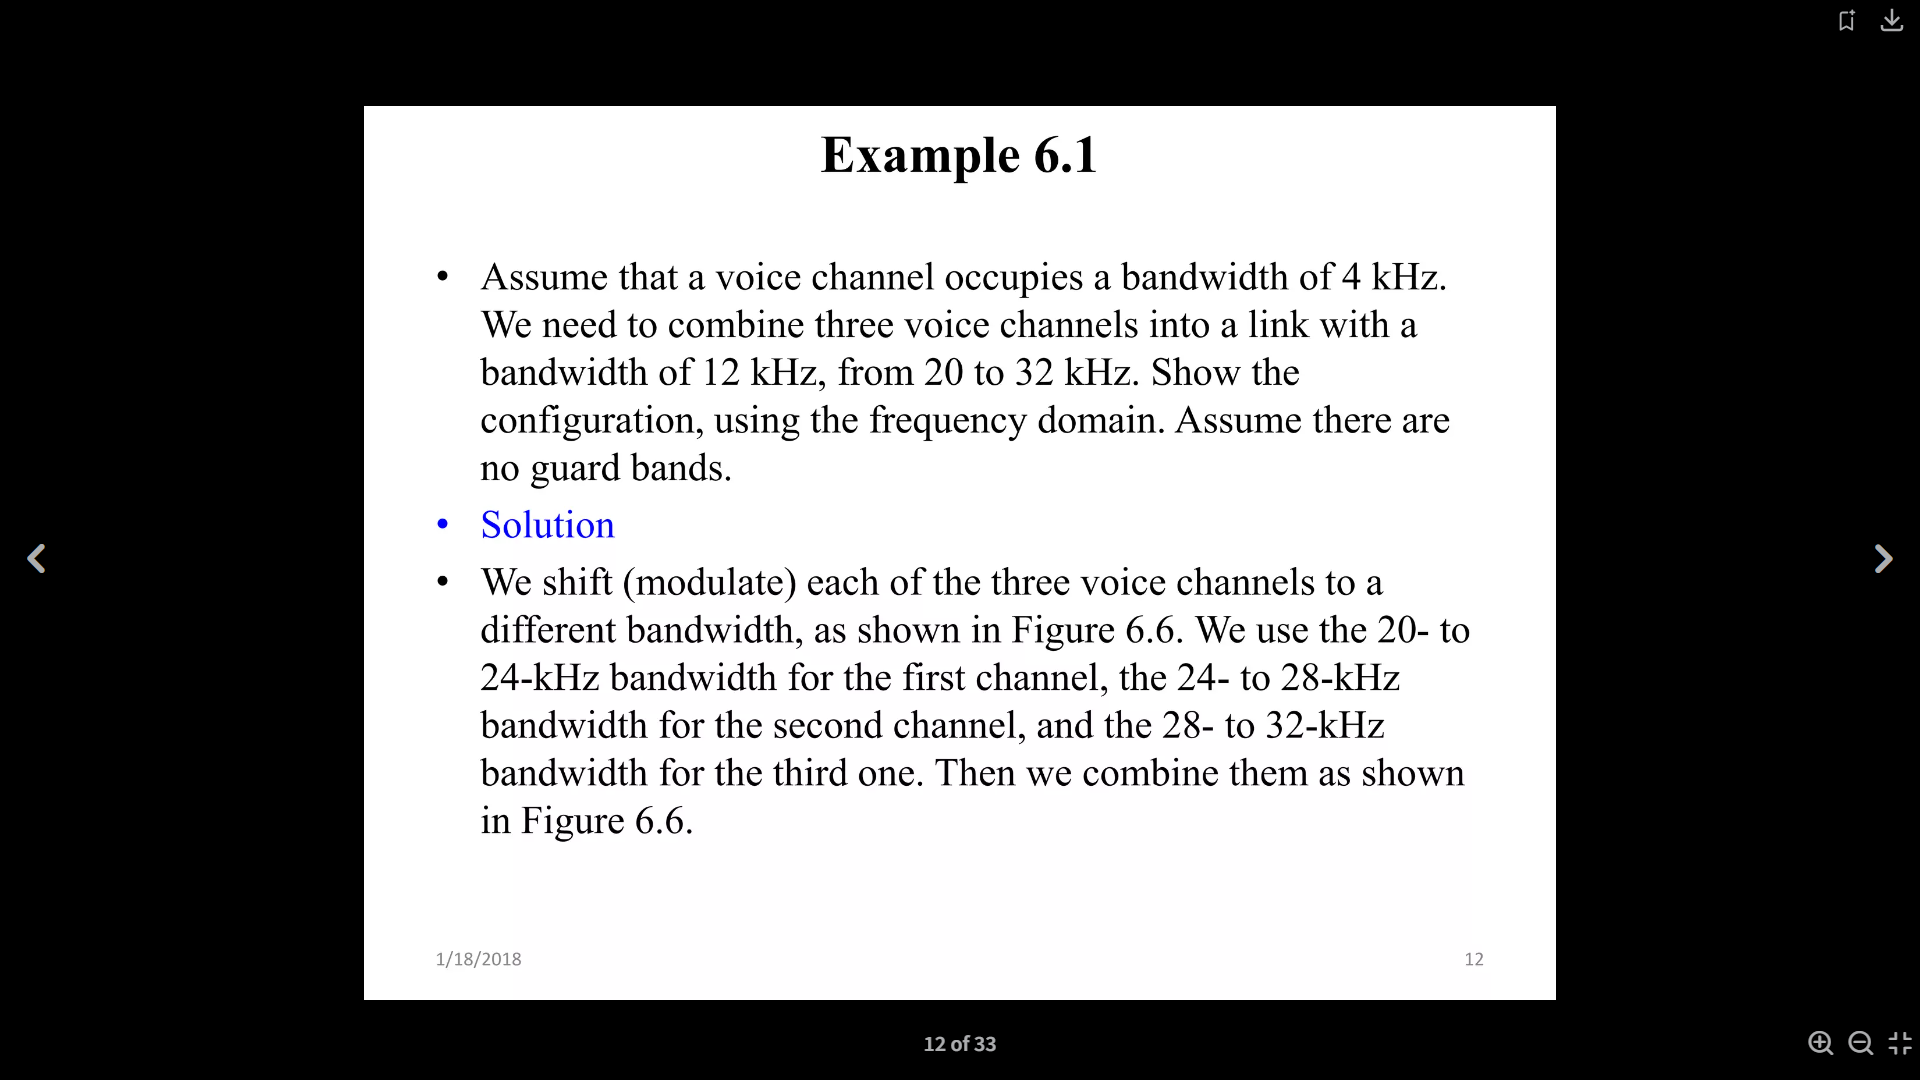 Example 6.1
• Assume that a voice channel occupies a bandwidth of 4 kHz.
We need to combine three voice channels into a link with a
bandwidth of 12 kHz, from 20 to 32 kHz. Show the
configuration, using the frequency domain. Assume there are
no guard bands.
• Solution
• We shift (modulate) each of the three voice channels to a
different bandwidth, as shown in Figure 6.6. We use the 20- to
24-kHz bandwidth for the first channel, the 24- to 28-kHz
bandwidth for the second channel, and the 28- to 32-kHz
bandwidth for the third one. Then we combine them as shown
in Figure 6.6.
1/18/2018
12
12 of 33